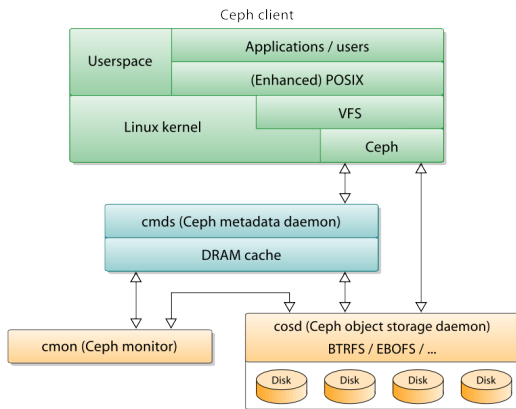 Ceph client
Applications / users
Userspace
(Enhanced) POSIX
VFS
Linux kernel
Ceph
cmds (Ceph metadata daemon)
DRAM cache
cmon (Ceph monitor)
cosd (Ceph object storage daemon)
BTRFS / EBOFS / ...
Disk
Disk
Disk
Disk